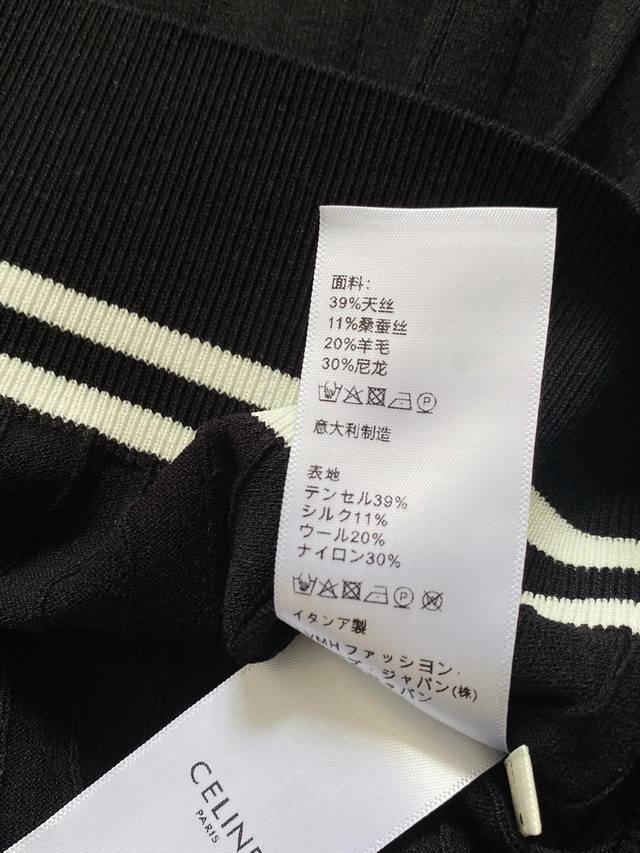 面料:
39%天丝
11%桑蚕丝
20%羊毛
30%尼龙
意大利制造
表地
テンセル39%
シルク11%
ウール20%
ナイロン30%
イタンア製
ファッション.
ジャパン(株)
CELINE
PARIS